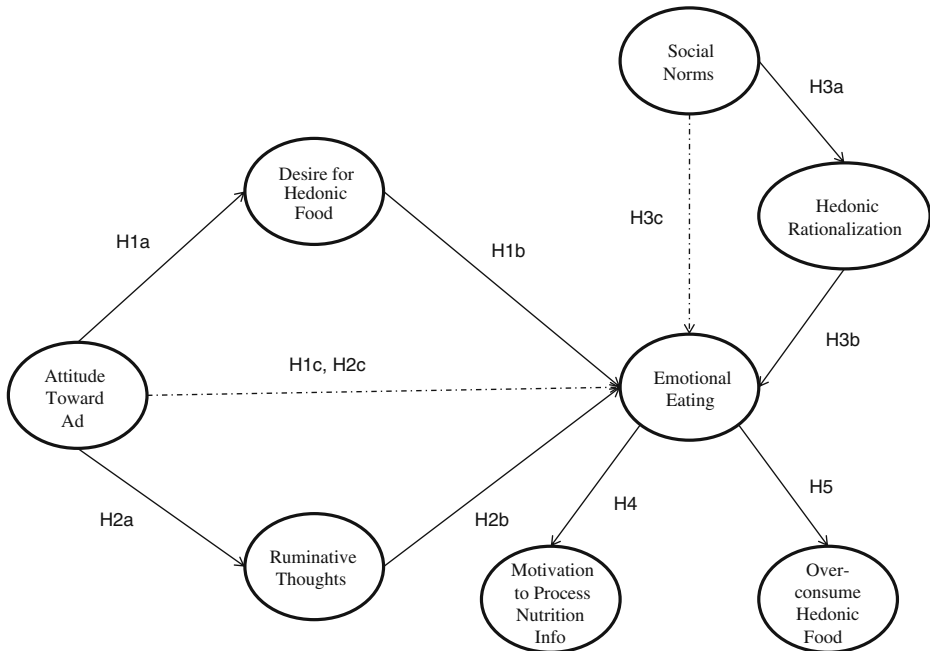 Social
Norms
H3a
Desire for
Hedonic
Food
Hedonic
Rationalization
H3c
H1a
H1b
H3b
H1c, H2c
Attitude
Toward
Ad
Emotional
Eating
H2a
H2b
H4
H5
Ruminative
Thoughts
Motivation
to Process
Nutrition
Info
Over-
consume
Hedonic
Food